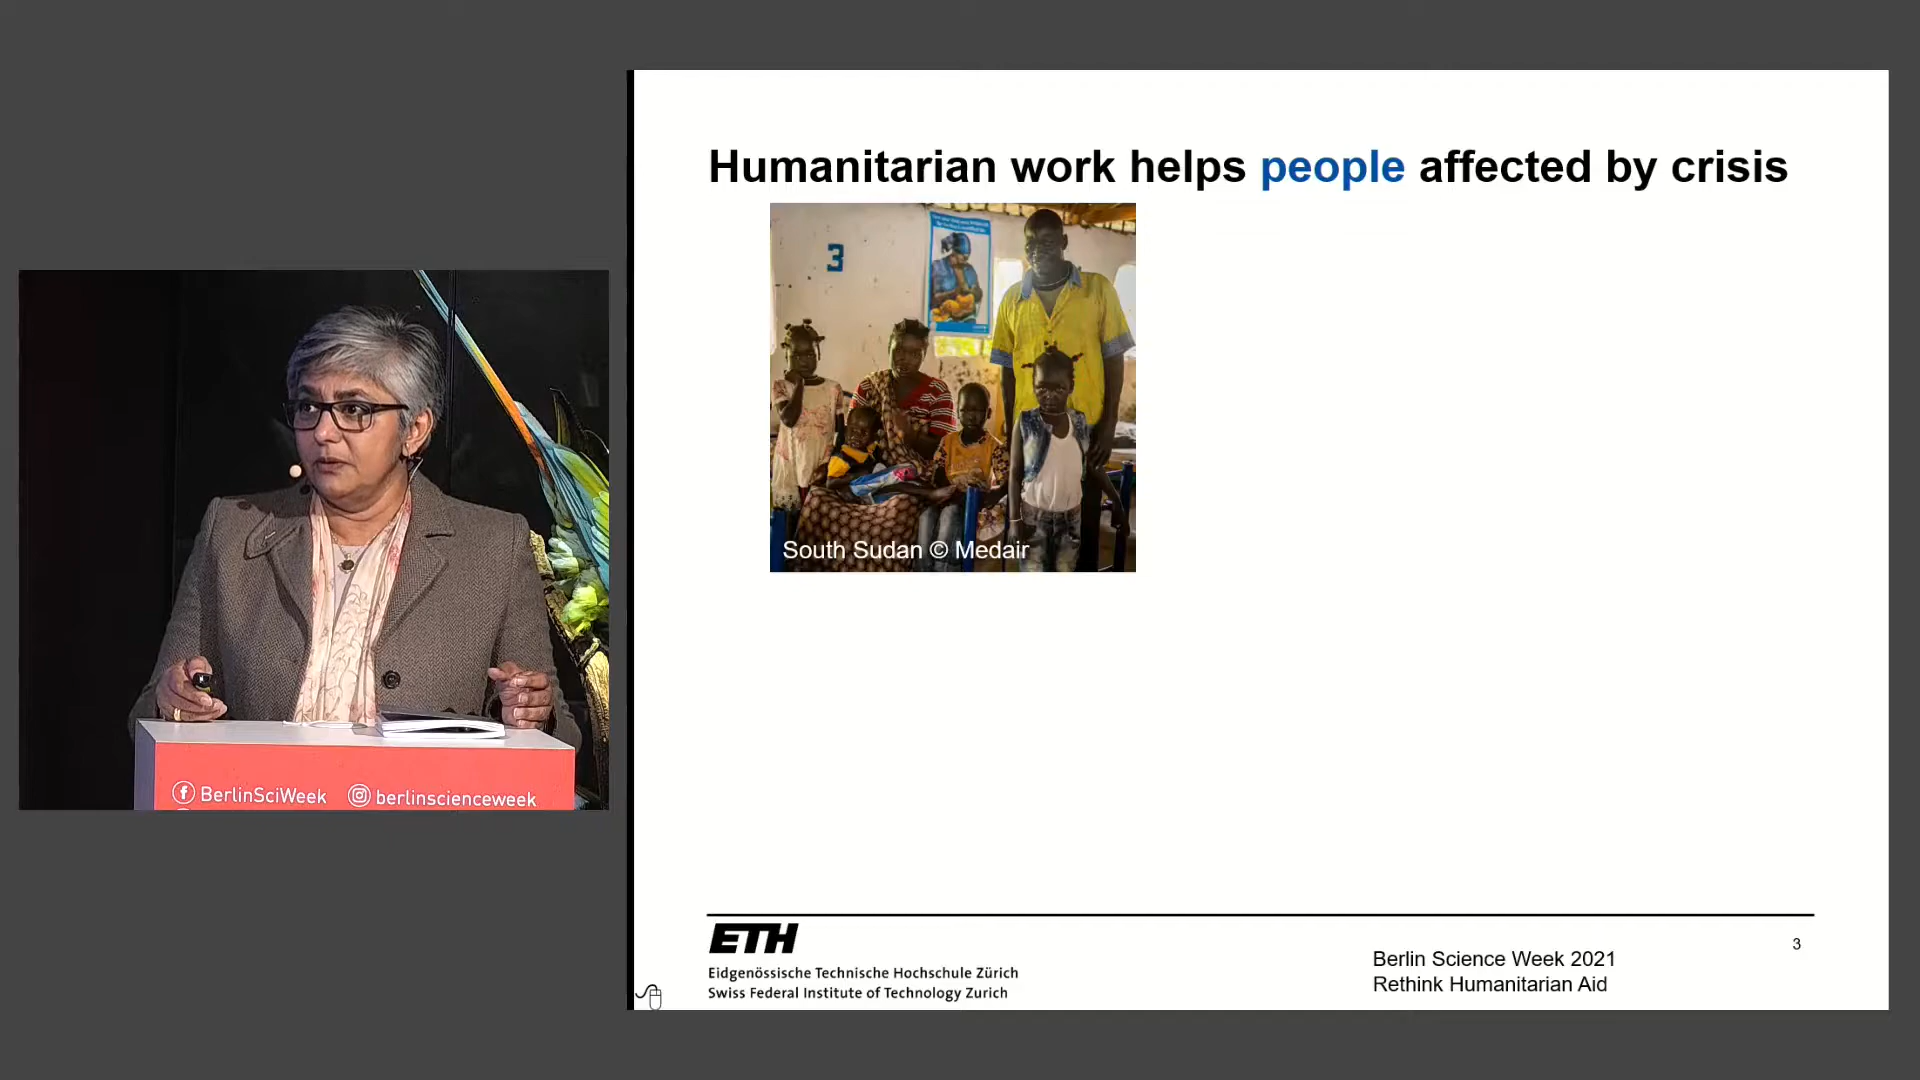 Humanitarian work helps people affected by crisis
3
South Sudan © Medair
BerlinSciWeek
berlinscienceweek
ETH
Eidgenössische Technische Hochschule Zürich
Swiss Federal Institute of Technology Zurich
Berlin Science Week 2021
Rethink Humanitarian Aid
3